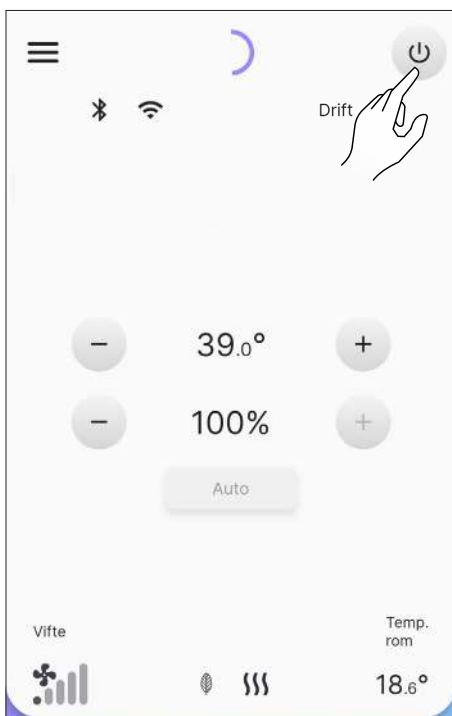 Drift
−
39.0°
+
−
100%
+
Auto
Vifte
Temp.
rom
18.6°